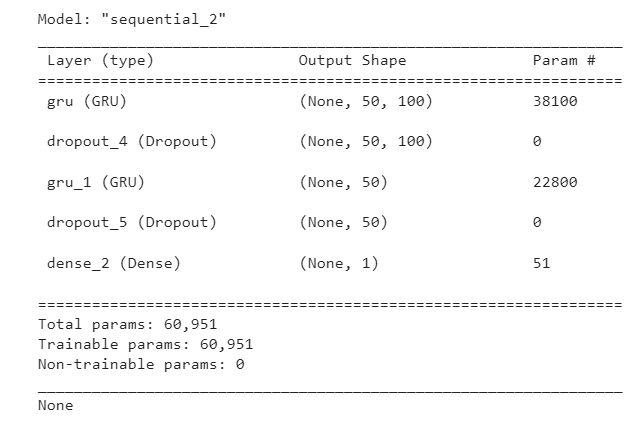 Model: "sequential_2"
Layer (type) Output Shape Param #
gru (GRU) (None, 50, 100) 38100
dropout_4 (Dropout) (None, 50, 100) 0
gru_1 (GRU) (None, 50) 22800
dropout_5 (Dropout) (None, 50) 0
dense_2 (Dense) (None, 1) 51
Total params: 60,951
Trainable params: 60,951
Non-trainable params: 0
None